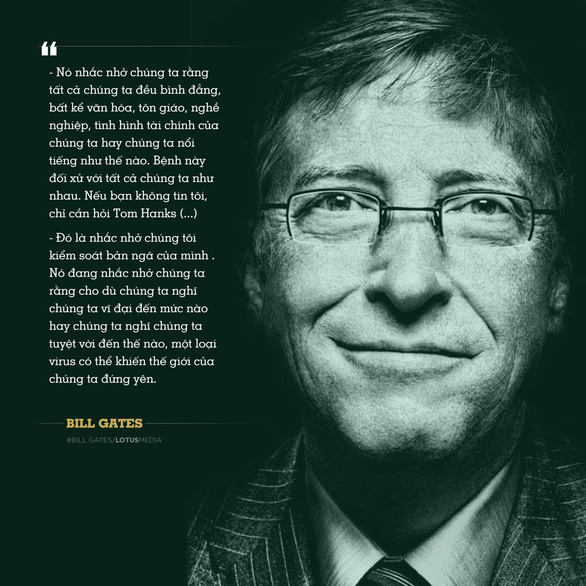 “
- Nó nhắc nhở chúng ta rằng
tất cả chúng ta đều bình đẳng,
bất kể văn hóa, tôn giáo, nghề
nghiệp, tình hình tài chính của
chúng ta hay chúng ta nổi
tiếng như thế nào. Bệnh này
đối xử với tất cả chúng ta như
nhau. Nếu bạn không tin tôi,
chỉ cần hỏi Tom Hanks (...)
- Đó là nhắc nhở chúng tôi
kiểm soát bản ngã của mình .
Nó đang nhắc nhở chúng ta
rằng cho dù chúng ta nghĩ
chúng ta vĩ đại đến mức nào
hay chúng ta nghĩ chúng ta
tuyệt vời đến thế nào, một loại
virus có thể khiến thế giới của
chúng ta đứng yên.
BILL GATES
#BILL GATES/LOTUSMEDIA